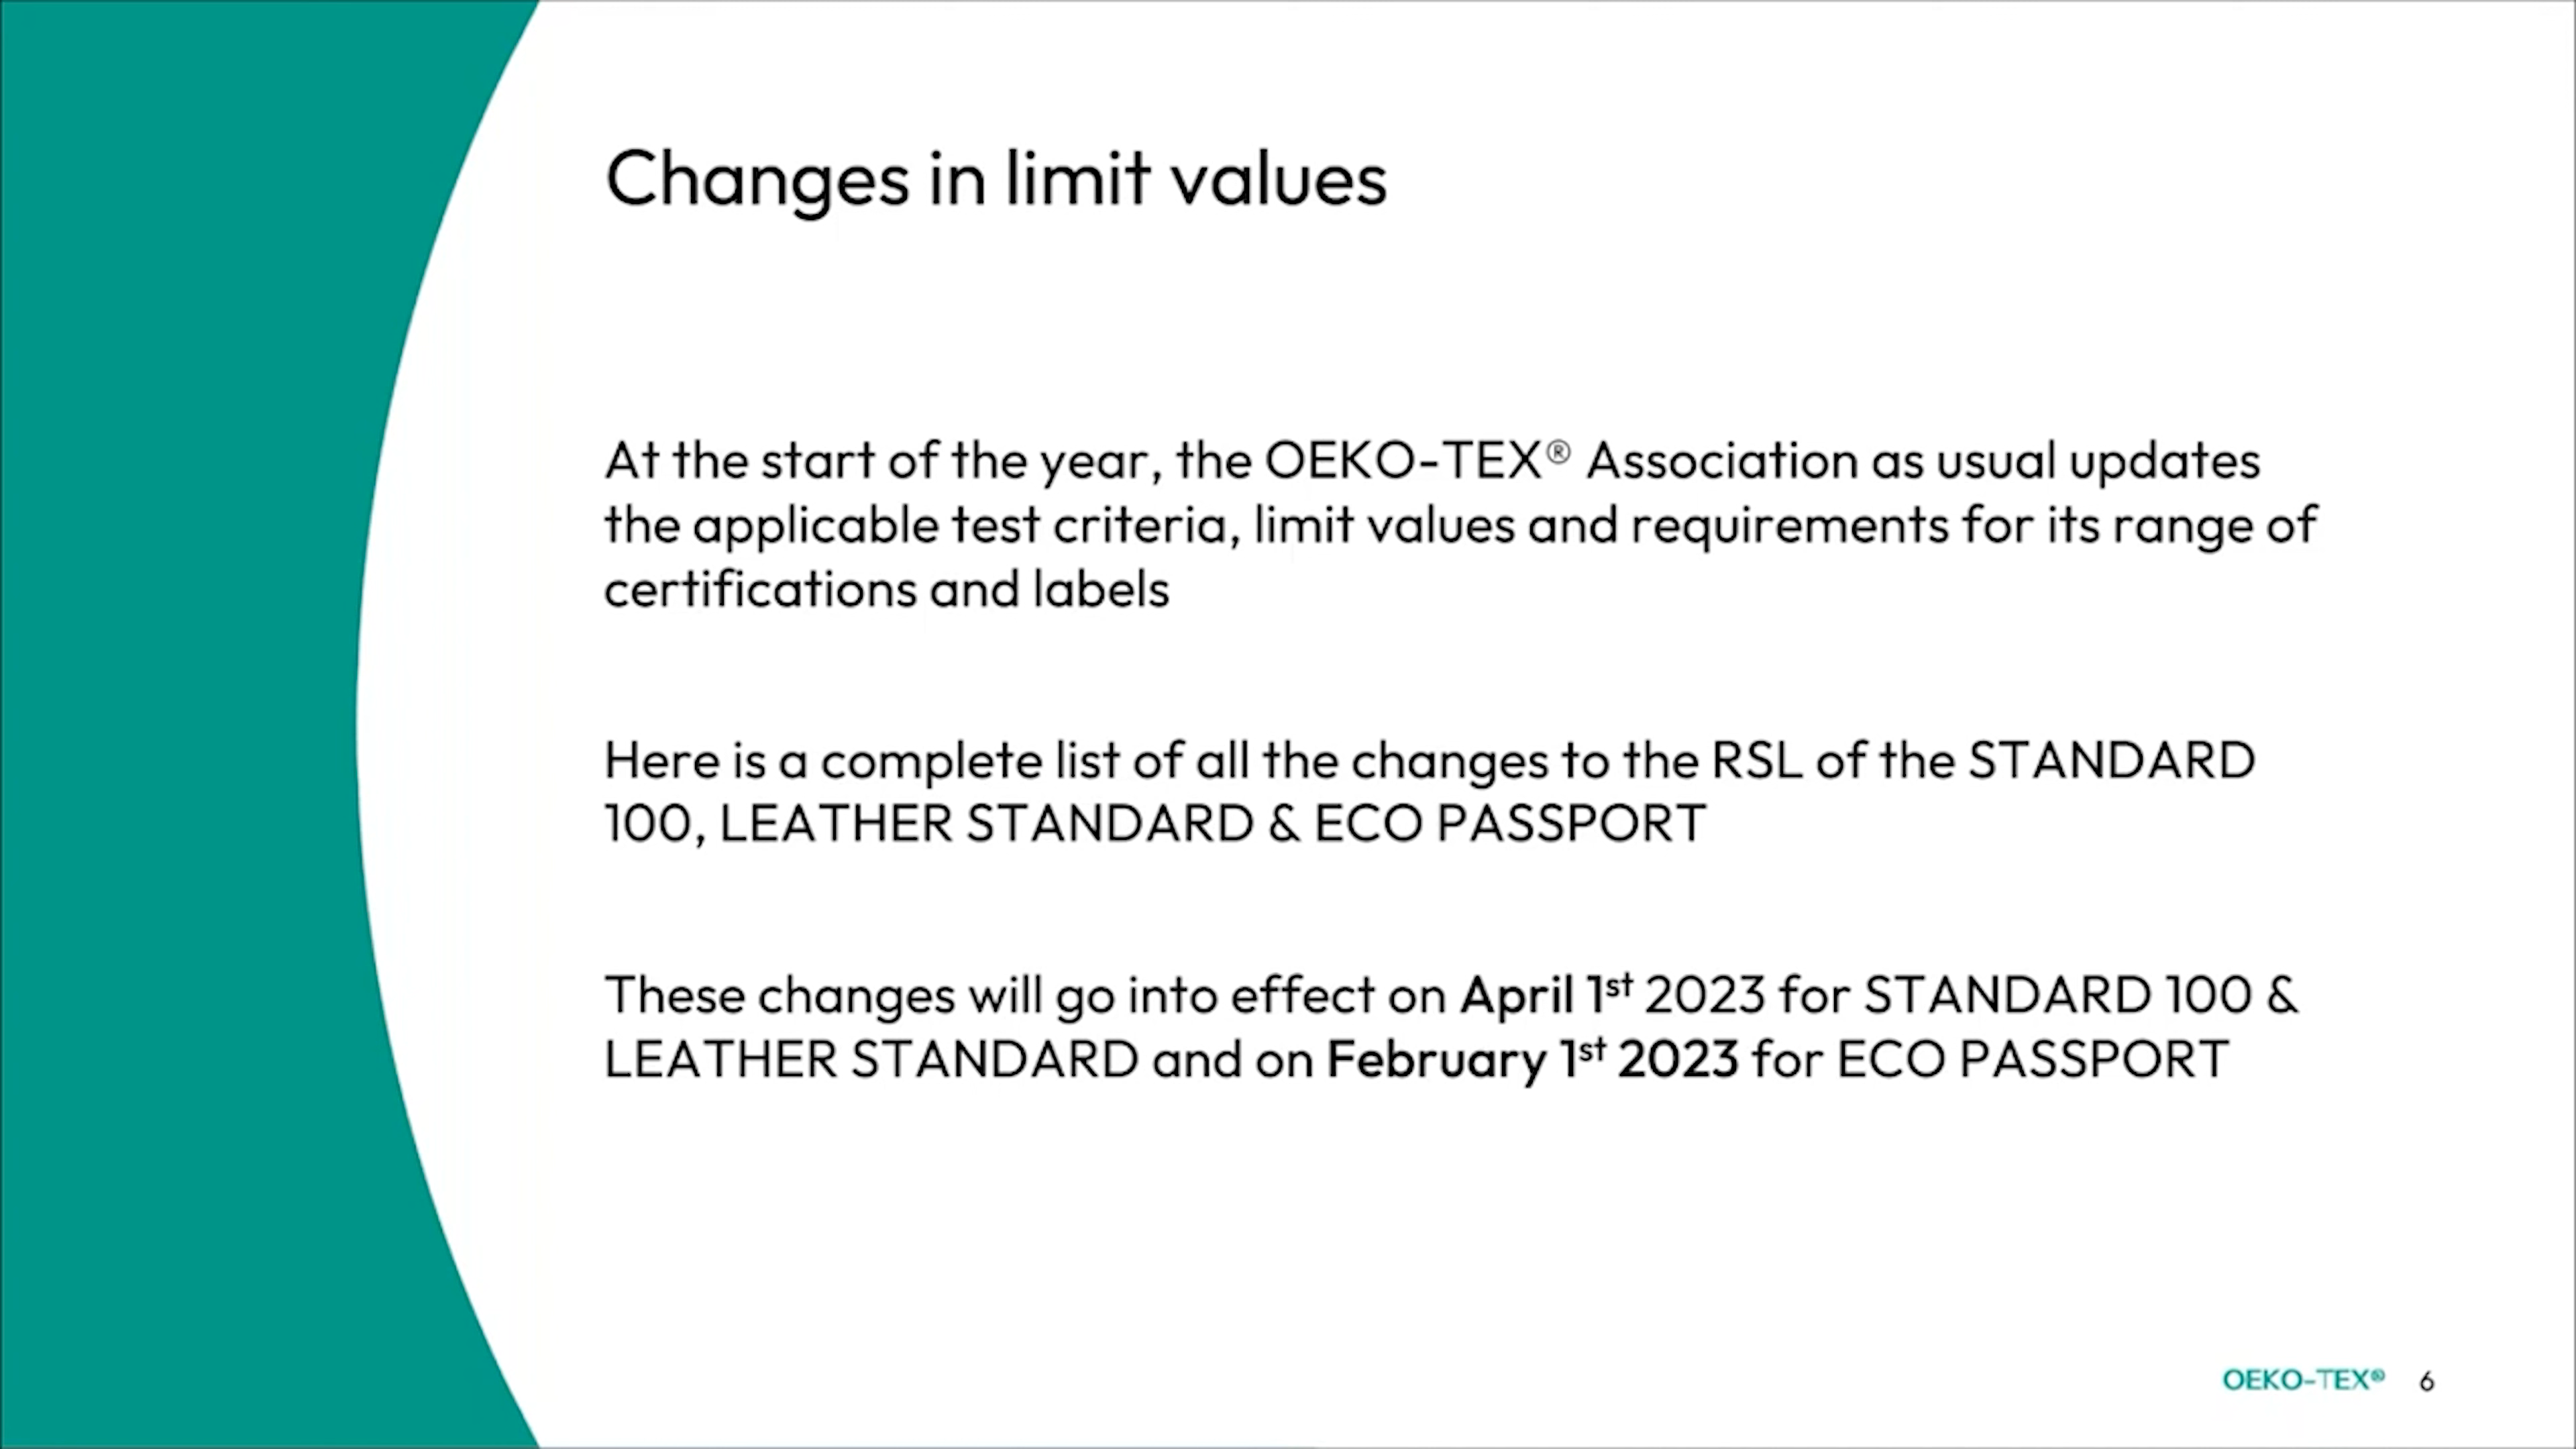 Changes in limit values
At the start of the year, the OEKO-TEX® Association as usual updates
the applicable test criteria, limit values and requirements for its range of
certifications and labels
Here is a complete list of all the changes to the RSL of the STANDARD
100, LEATHER STANDARD & ECO PASSPORT
These changes will go into effect on April 1st 2023 for STANDARD 100 &
LEATHER STANDARD and on February 1st 2023 for ECO PASSPORT
OEKO-TEX® 6